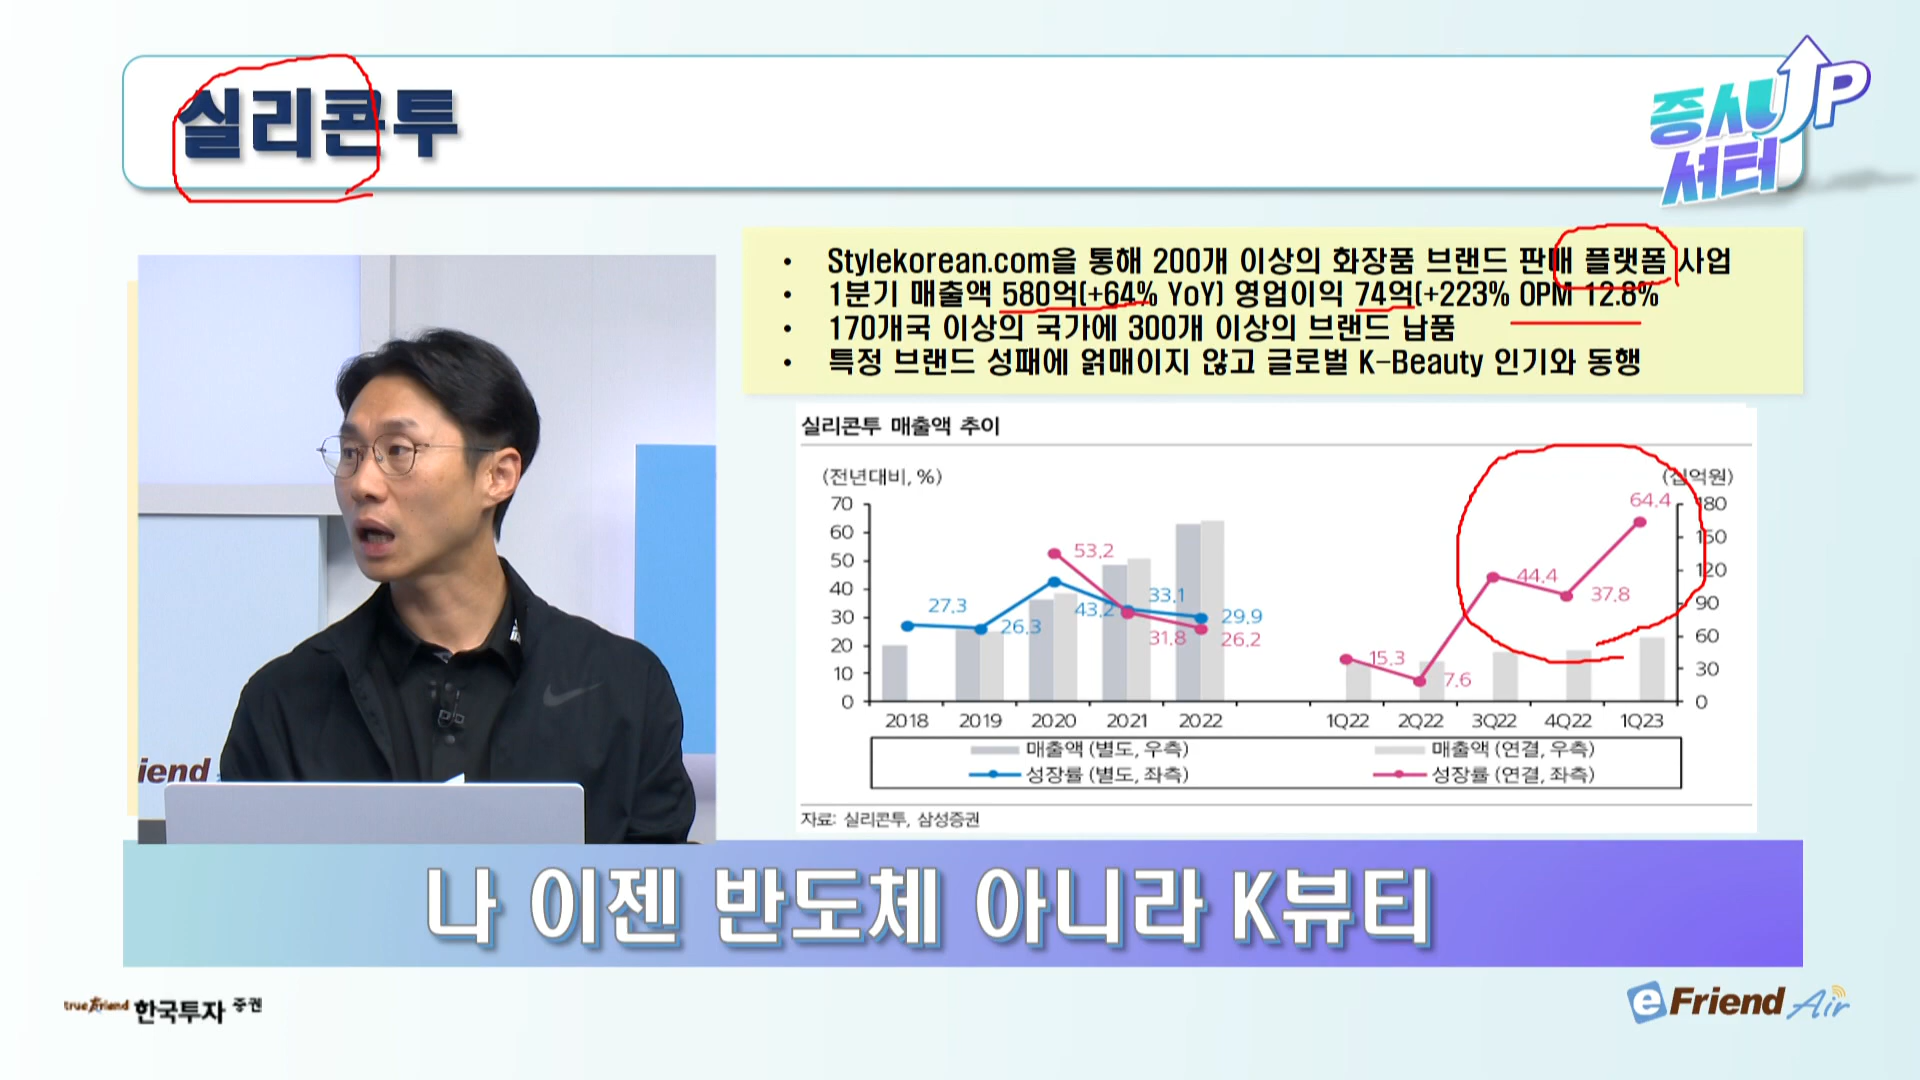 실리콘투
증시UP
셔터
• Stylekorean.com을 통해 200개 이상의 화장품 브랜드 판매 플랫폼 사업
• 1분기 매출액 580억(+64% YoY) 영업이익 74억(+223% OPM 12.8%
• 170개국 이상의 국가에 300개 이상의 브랜드 납품
• 특정 브랜드 성패에 얽매이지 않고 글로벌 K-Beauty 인기와 동행
실리콘투 매출액 추이
(전년대비, %)
(십억원)
70
60
50
40
30
20
10
0
180
150
120
90
60
30
0
27.3
26.3
43.2
33.1
29.9
53.2
31.8
26.2
15.3
7.6
44.4
37.8
64.4
2018 2019 2020 2021 2022 1Q22 2Q22 3Q22 4Q22 1Q23
매출액 (별도, 우측) 매출액 (연결, 우측)
성장률 (별도, 좌측) 성장률 (연결, 좌측)
자료: 실리콘투, 삼성증권
iend
나 이젠 반도체 아니라 K뷰티
true Friend 한국투자 증권
e Friend Air